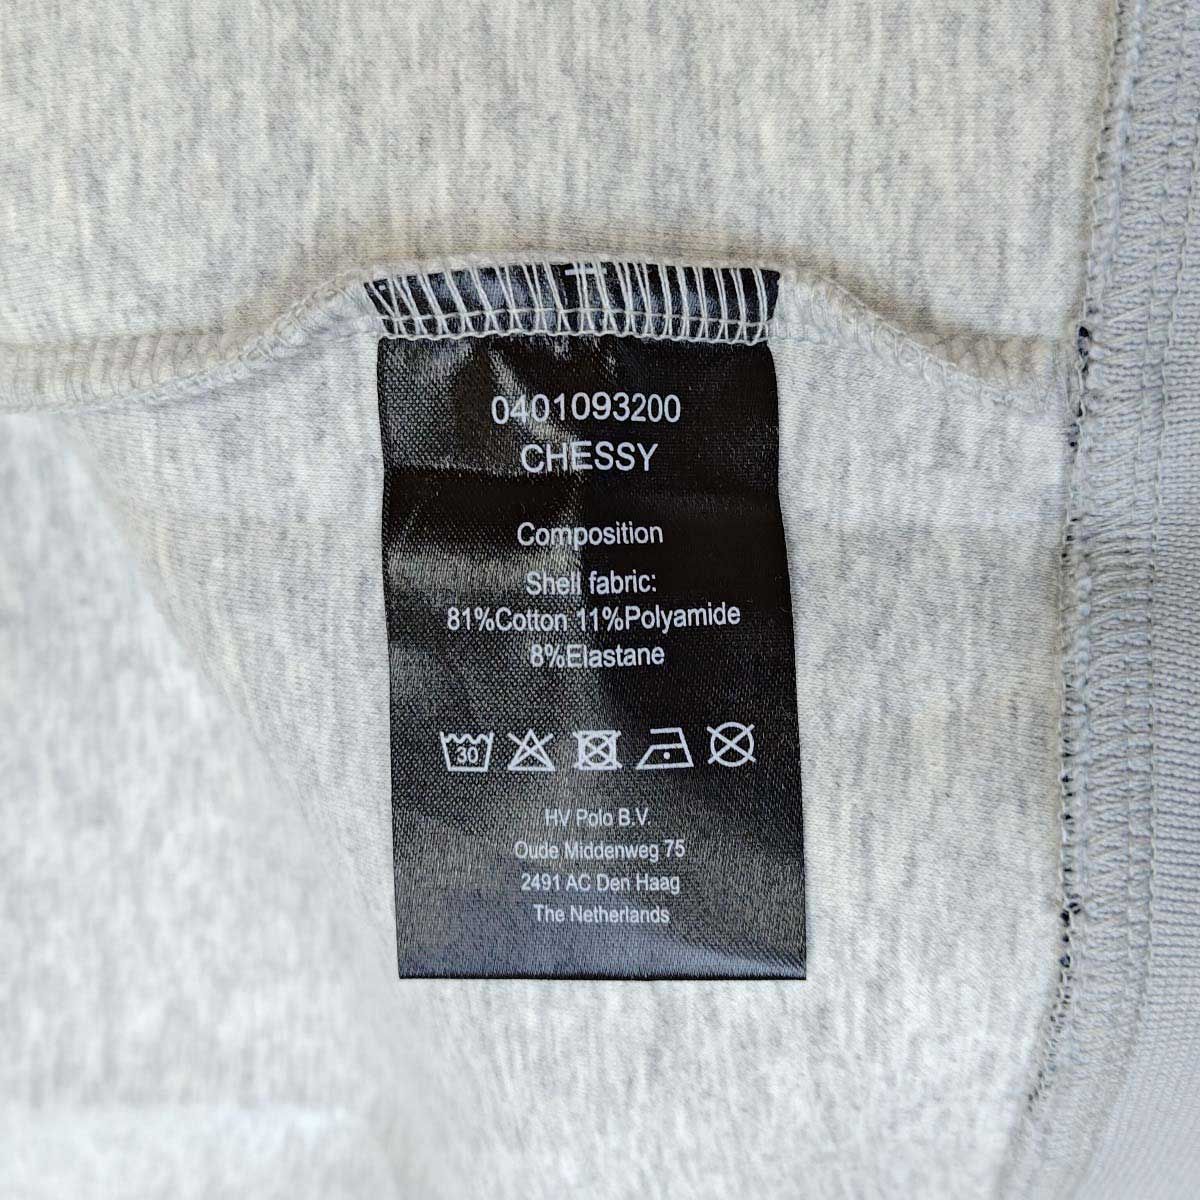 0401093200
CHESSY
Composition
Shell fabric:
81%Cotton 11%Polyamide
8%Elastane
30
HV Polo B.V.
Oude Middenweg 75
2491 AC Den Haag
The Netherlands